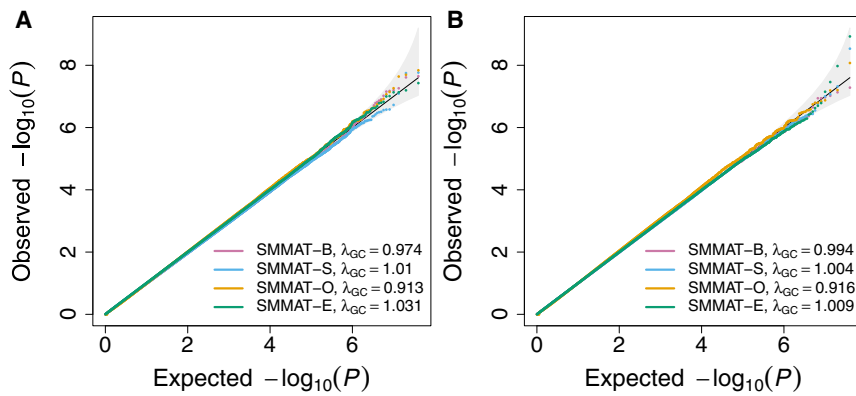 A
Observed −log10(P)
8
6
4
2
0
SMMAT−B, λGC = 0.974
SMMAT−S, λGC = 1.01
SMMAT−O, λGC = 0.913
SMMAT−E, λGC = 1.031
0 2 4 6
Expected −log10(P)
B
Observed −log10(P)
8
6
4
2
0
SMMAT−B, λGC = 0.994
SMMAT−S, λGC = 1.004
SMMAT−O, λGC = 0.916
SMMAT−E, λGC = 1.009
0 2 4 6
Expected −log10(P)